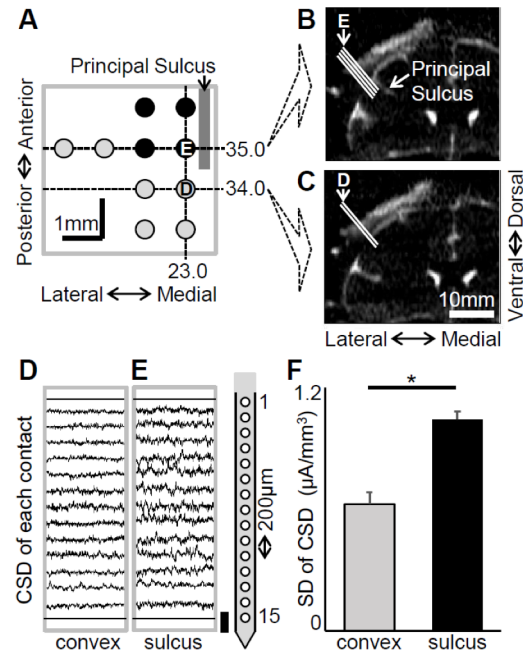 A
Principal Sulcus
Anterior
Posterior
E
35.0
D
34.0
1mm
23.0
Lateral
Medial
B
E
Principal
Sulcus
C
D
10mm
Dorsal
Ventral
Lateral
Medial
D
E
CSD of each contact
1
200µm
15
convex
sulcus
F
SD of CSD (µA/mm³)
1.2
*
0
convex
sulcus